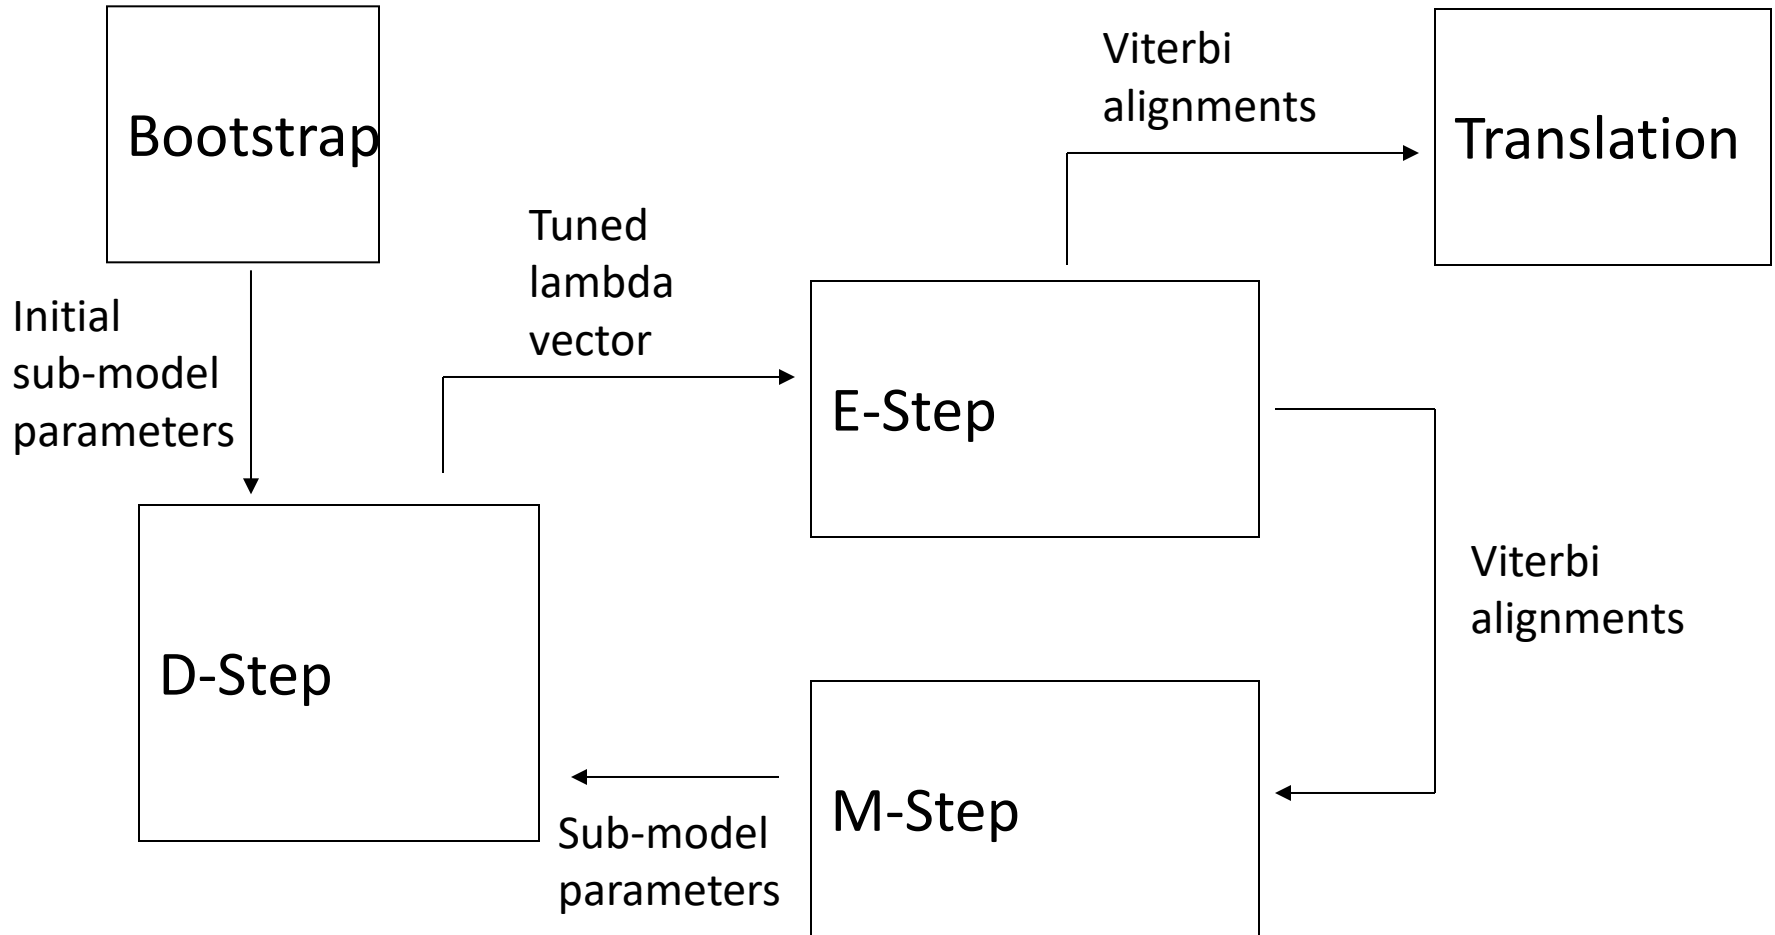 Bootstrap
Viterbi
alignments
Translation
Tuned
lambda
vector
Initial
sub-model
parameters
E-Step
Viterbi
alignments
D-Step
M-Step
Sub-model
parameters